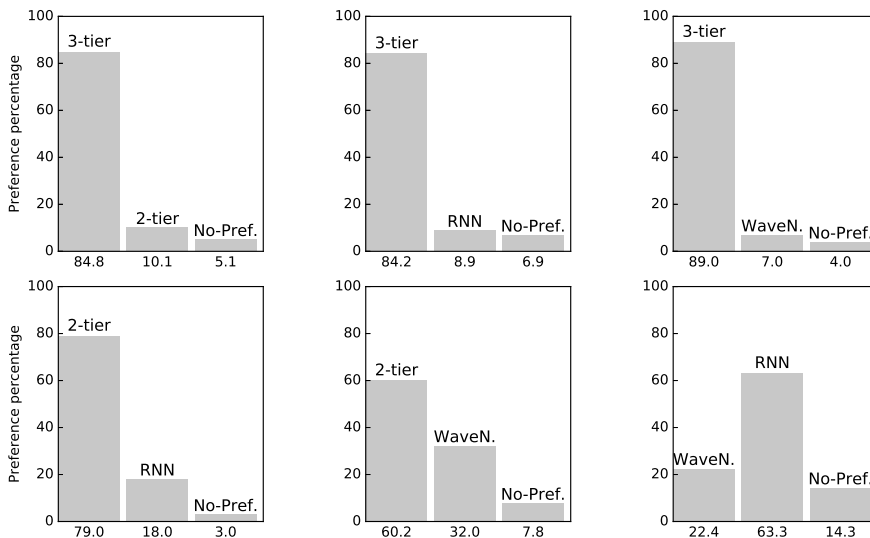 Preference percentage
100
80
60
40
20
0
3-tier
2-tier
No-Pref.
84.8 10.1 5.1
100
80
60
40
20
0
3-tier
RNN
No-Pref.
84.2 8.9 6.9
100
80
60
40
20
0
3-tier
WaveN.
No-Pref.
89.0 7.0 4.0
Preference percentage
100
80
60
40
20
0
2-tier
RNN
No-Pref.
79.0 18.0 3.0
100
80
60
40
20
0
2-tier
WaveN.
No-Pref.
60.2 32.0 7.8
100
80
60
40
20
0
WaveN.
RNN
No-Pref.
22.4 63.3 14.3